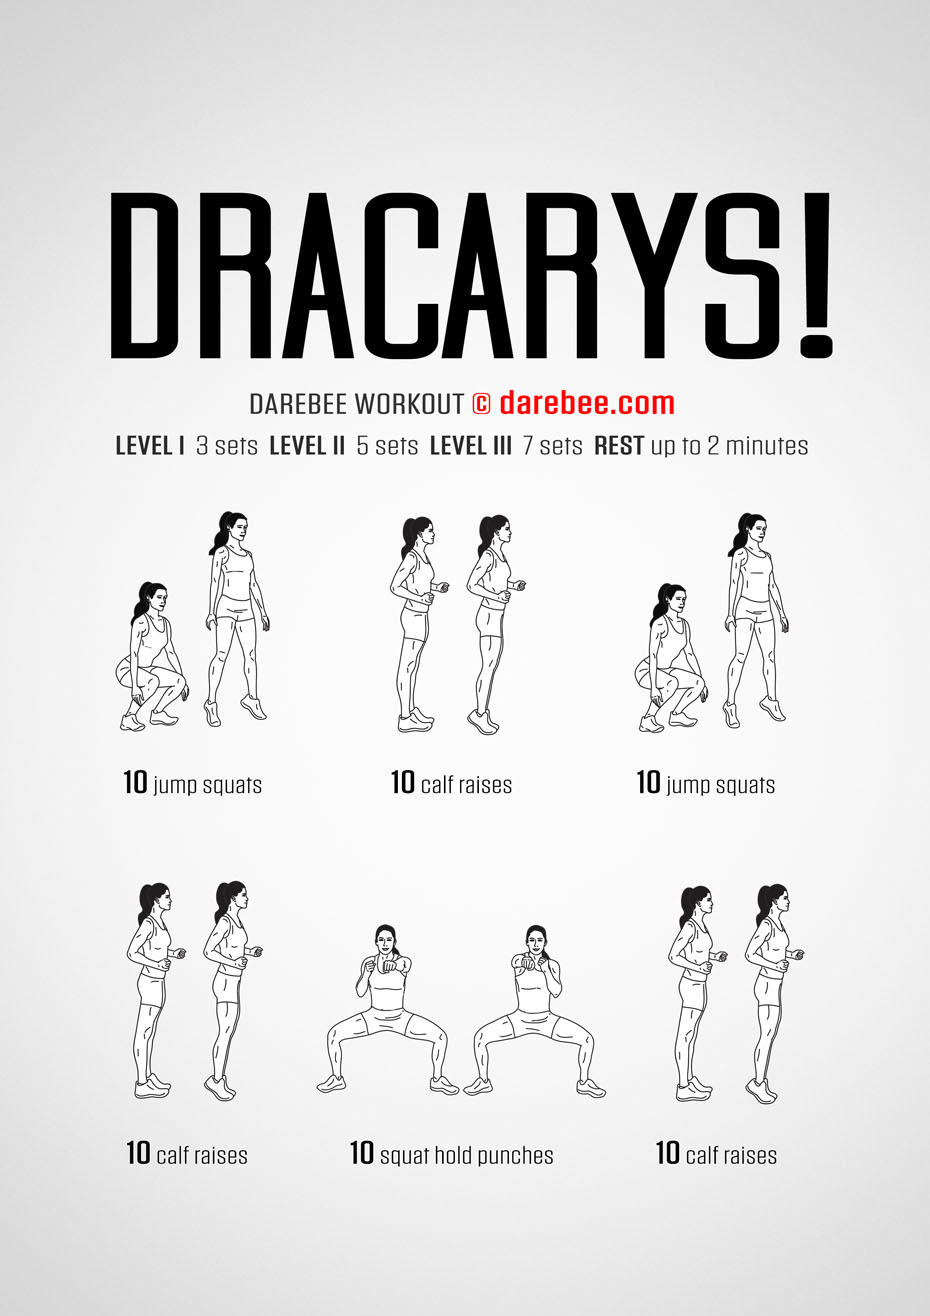 DRACARYS!
DAREBEE WORKOUT © darebee.com
LEVEL I 3 sets LEVEL II 5 sets LEVEL III 7 sets REST up to 2 minutes
10 jump squats
10 calf raises
10 jump squats
10 calf raises
10 squat hold punches
10 calf raises